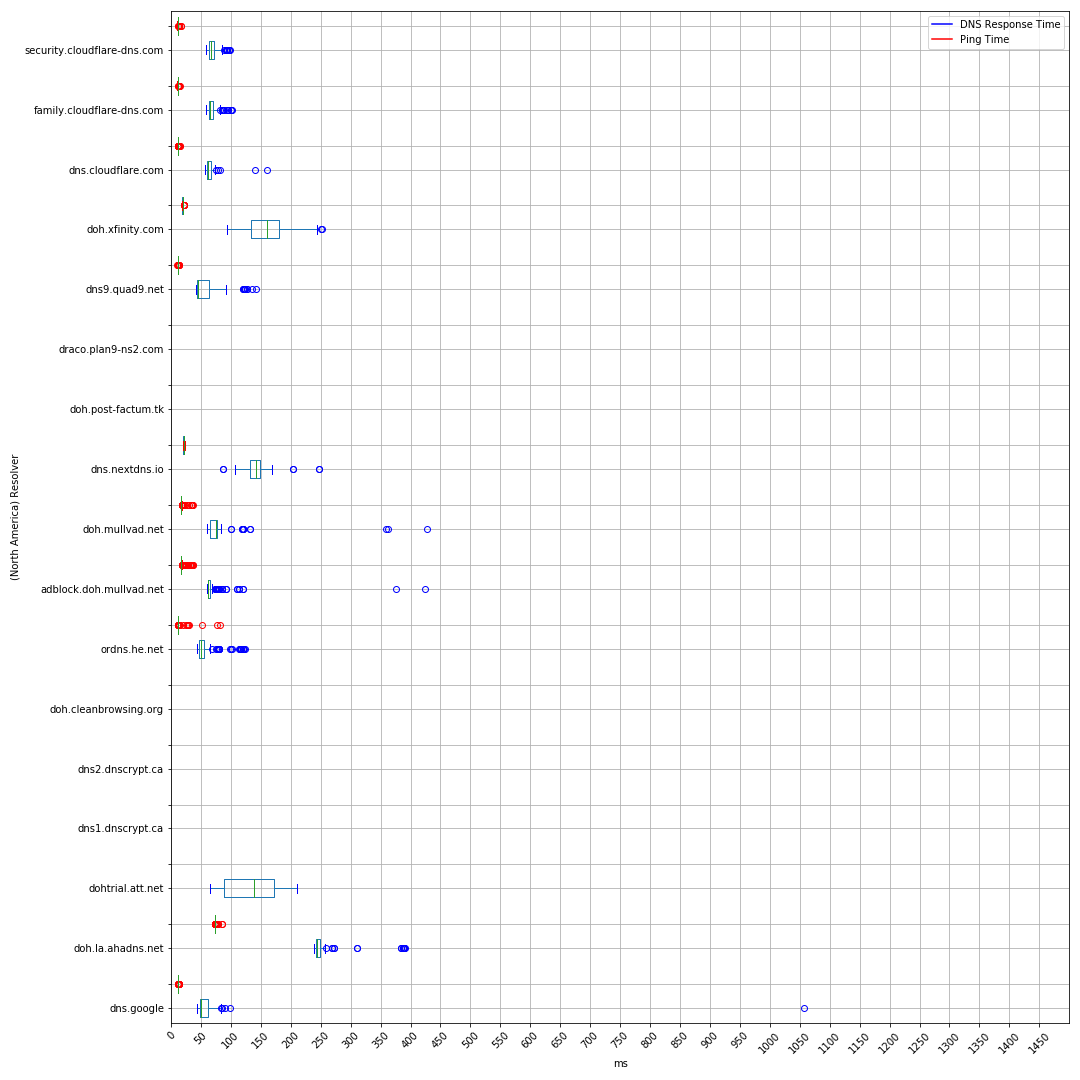 DNS Response Time
Ping Time
security.cloudflare-dns.com
family.cloudflare-dns.com
dns.cloudflare.com
doh.xfinity.com
dns9.quad9.net
draco.plan9-ns2.com
doh.post-factum.tk
dns.nextdns.io
doh.mullvad.net
adblock.doh.mullvad.net
ordns.he.net
doh.cleanbrowsing.org
dns2.dnscrypt.ca
dns1.dnscrypt.ca
dohtrial.att.net
doh.la.ahadns.net
dns.google
(North America) Resolver
0 50 100 150 200 250 300 350 400 450 500 550 600 650 700 750 800 850 900 950 1000 1050 1100 1150 1200 1250 1300 1350 1400 1450
ms